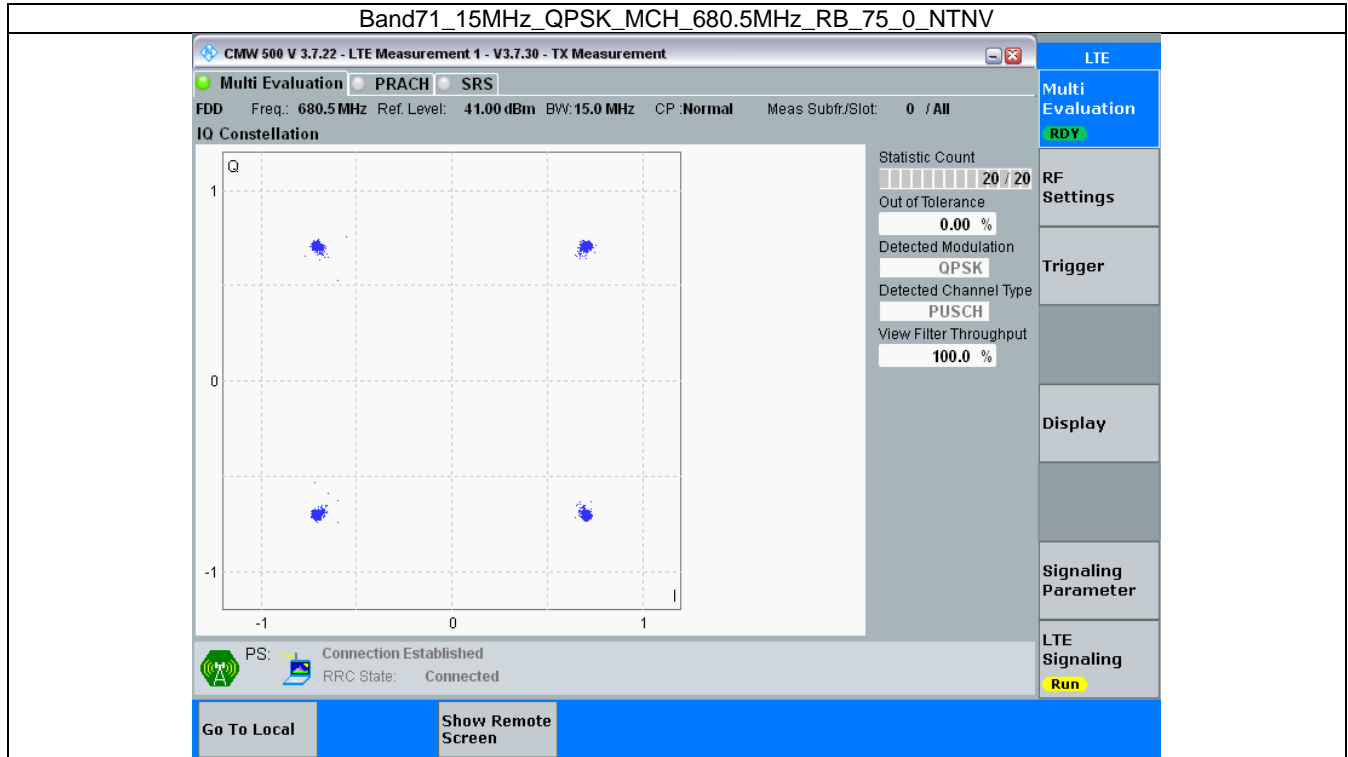 Band71_15MHz_QPSK_MCH_680.5MHz_RB_75_0_NTNV
CMW 500 V 3.7.22 - LTE Measurement 1 - V3.7.30 - TX Measurement
LTE
Multi Evaluation PRACH SRS
Multi
Evaluation
RDY
FDD Freq.: 680.5 MHz Ref. Level: 41.00 dBm BW: 15.0 MHz CP :Normal Meas Subfr./Slot: 0 / All
IQ Constellation
Q
1
0
-1
I
-1 0 1
Statistic Count
20 / 20
Out of Tolerance
0.00 %
Detected Modulation
QPSK
Detected Channel Type
PUSCH
View Filter Throughput
100.0 %
RF
Settings
Trigger
Display
Signaling
Parameter
LTE
Signaling
Run
PS: Connection Established
RRC State: Connected
Go To Local
Show Remote
Screen